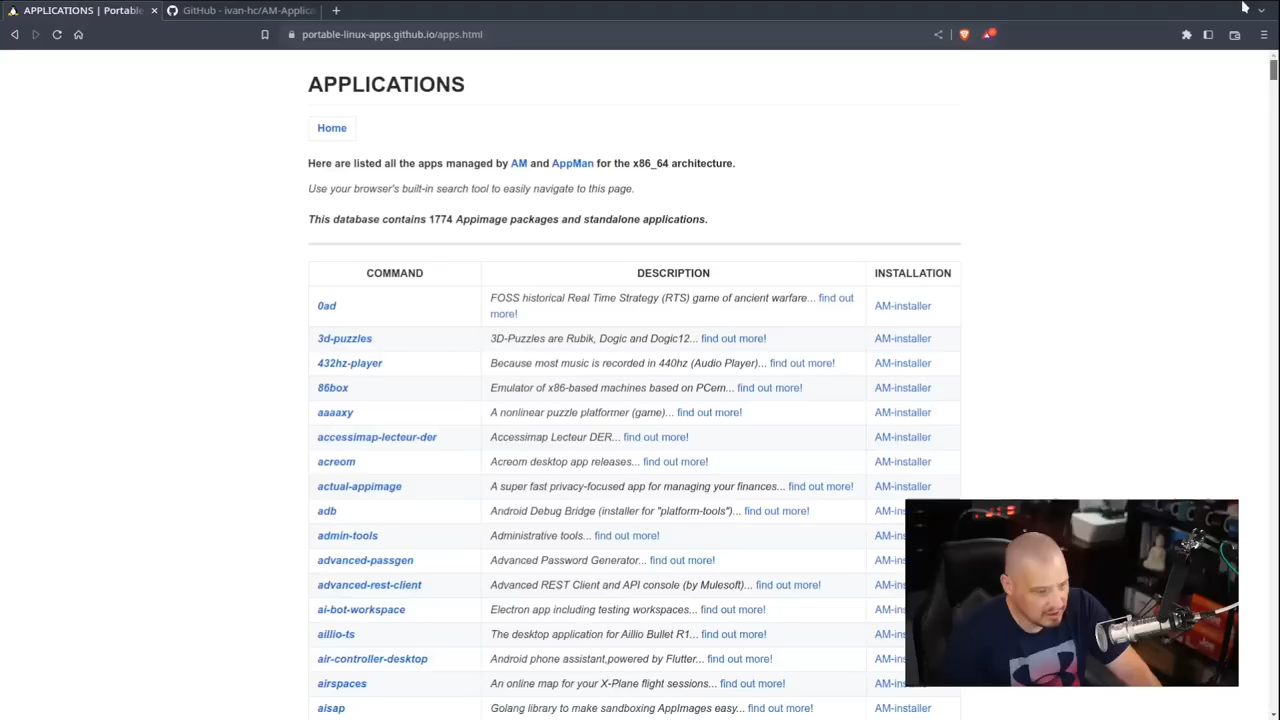 APPLICATIONS | Portable
GitHub - ivan-hc/AM-Applica
portable-linux-apps.github.io/apps.html
APPLICATIONS
Home
Here are listed all the apps managed by AM and AppMan for the x86_64 architecture.
Use your browser's built-in search tool to easily navigate to this page.
This database contains 1774 Appimage packages and standalone applications.
COMMAND DESCRIPTION INSTALLATION
0ad FOSS historical Real Time Strategy (RTS) game of ancient warfare... find out AM-installer
more!
3d-puzzles 3D-Puzzles are Rubik, Dogic and Dogic12... find out more! AM-installer
432hz-player Because most music is recorded in 440hz (Audio Player)... find out more! AM-installer
86box Emulator of x86-based machines based on PCem... find out more! AM-installer
aaaaxy A nonlinear puzzle platformer (game)... find out more! AM-installer
accessimap-lecteur-der Accessimap Lecteur DER... find out more! AM-installer
acreom Acreom desktop app releases... find out more! AM-installer
actual-appimage A super fast privacy-focused app for managing your finances... find out more! AM-installer
adb Android Debug Bridge (installer for "platform-tools")... find out more! AM-ins
admin-tools Administrative tools... find out more! AM-ins
advanced-passgen Advanced Password Generator... find out more! AM-ins
advanced-rest-client Advanced REST Client and API console (by Mulesoft)... find out more! AM-ins
ai-bot-workspace Electron app including testing workspaces... find out more! AM-ins
aillio-ts The desktop application for Aillio Bullet R1... find out more! AM-ins
air-controller-desktop Android phone assistant,powered by Flutter... find out more! AM-ins
airspaces An online map for your X-Plane flight sessions... find out more! AM-ins
aisap Golang library to make sandboxing AppImages easy... find out more! AM-installer